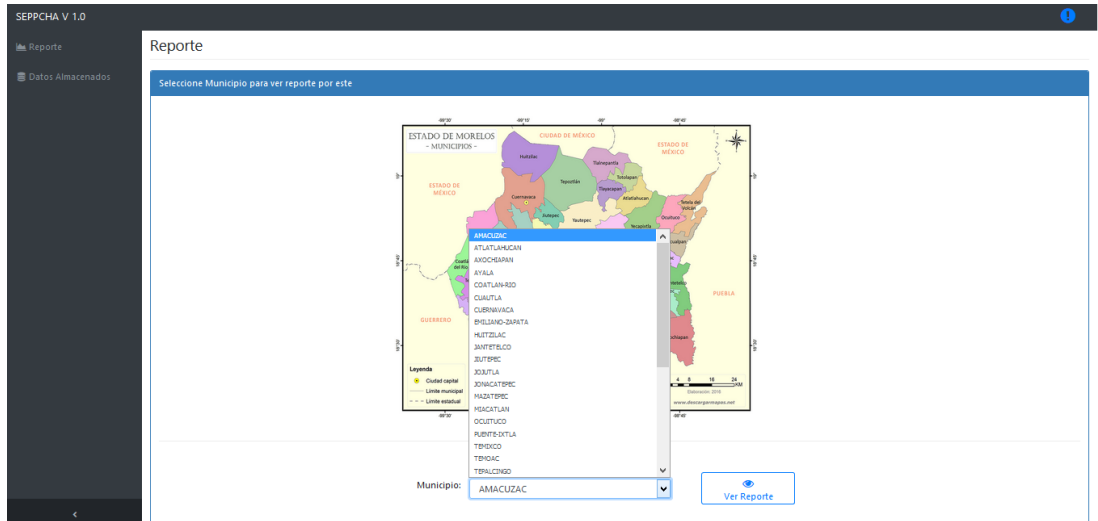 SEPPCHA V 1.0
Reporte
Datos Almacenados
Reporte
Seleccione Municipio para ver reporte por este
ESTADO DE MORELOS
- MUNICIPIOS -
CIUDAD DE MÉXICO
ESTADO DE
MÉXICO
ESTADO DE
MÉXICO
Huitzilac
Tlalnepantla
Tepoztlán
Totolapan
Tlayacapan
Atlatlahucan
Cuernavaca
Tetela del
Volcán
Jiutepec
Yautepec
Ocuituco
Yecapixtla
PUEBLA
GUERRERO
Leyenda
Ciudad capital
Límite municipal
Límite estadual
Elaboración: 2016
www.descargarmapas.net
AMACUZAC
ATLATLAHUCAN
AXOCHIAPAN
AYALA
COATLAN-RIO
CUAUTLA
CUERNAVACA
EMILIANO-ZAPATA
HUITZILAC
JANTETELCO
JIUTEPEC
JOJUTLA
JONACATEPEC
MAZATEPEC
MIACATLAN
OCUITUCO
PUENTE-IXTLA
TEMIXCO
TEMOAC
TEPALCINGO
Municipio:
AMACUZAC
Ver Reporte